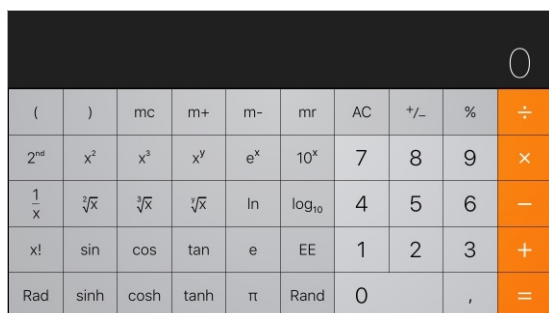 0
( ) mc m+ m- mr AC +/− % ÷
2ⁿᵈ x² x³ xʸ eˣ 10ˣ 7 8 9 ×
1/x ²√x ³√x ʸ√x ln log₁₀ 4 5 6 −
x! sin cos tan e EE 1 2 3 +
Rad sinh cosh tanh π Rand 0 , =